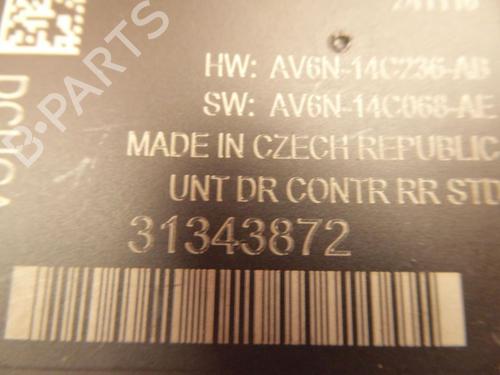 241116
HW: AV6N-14C236-AB
SW: AV6N-14C068-AE
MADE IN CZECH REPUBLIC
UNT DR CONTR RR STD
31343872
B-PARTS